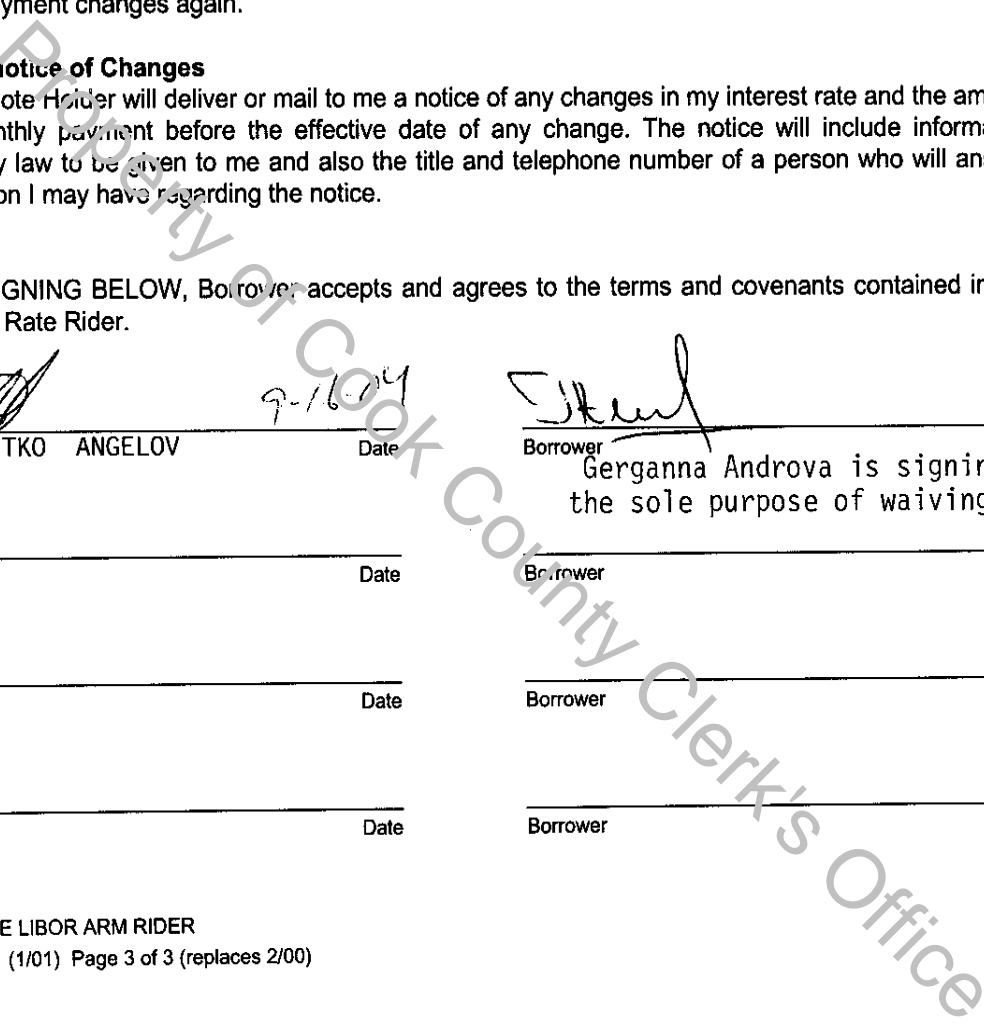 yment changes again.
otice of Changes
ote Holder will deliver or mail to me a notice of any changes in my interest rate and the am
nthly payment before the effective date of any change. The notice will include informa
y law to be given to me and also the title and telephone number of a person who will an
on I may have regarding the notice.
GNING BELOW, Borrower accepts and agrees to the terms and covenants contained in
Rate Rider.
9-16-04
TKO ANGELOV Date Borrower
Gerganna Androva is signin
the sole purpose of waiving
Date Borrower
Date Borrower
Date Borrower
E LIBOR ARM RIDER
(1/01) Page 3 of 3 (replaces 2/00)
Property of Cook County Clerk's Office